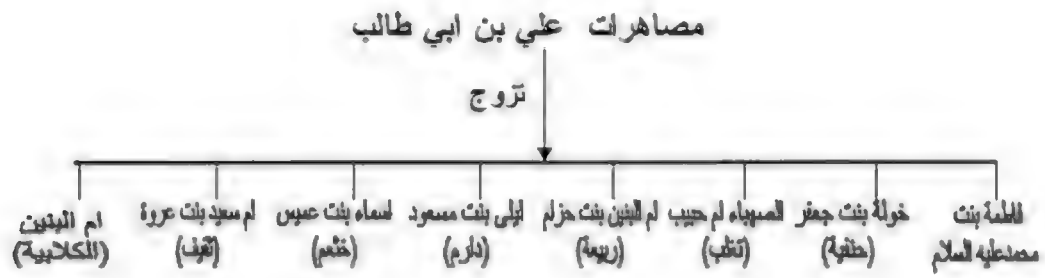 مصاهرات علي بن ابي طالب
تزوج
فاطمة بنت
محمد عليه السلام
خولة بنت جعفر
(حنفية)
الصهباء ام حبيب
(تغلب)
ام البنين بنت حزام
(ربيعة)
ليلى بنت مسعود
(دارم)
اسماء بنت عميس
(خثعم)
ام سعيد بنت عروة
(ثقيف)
ام البنين
(الكلابية)